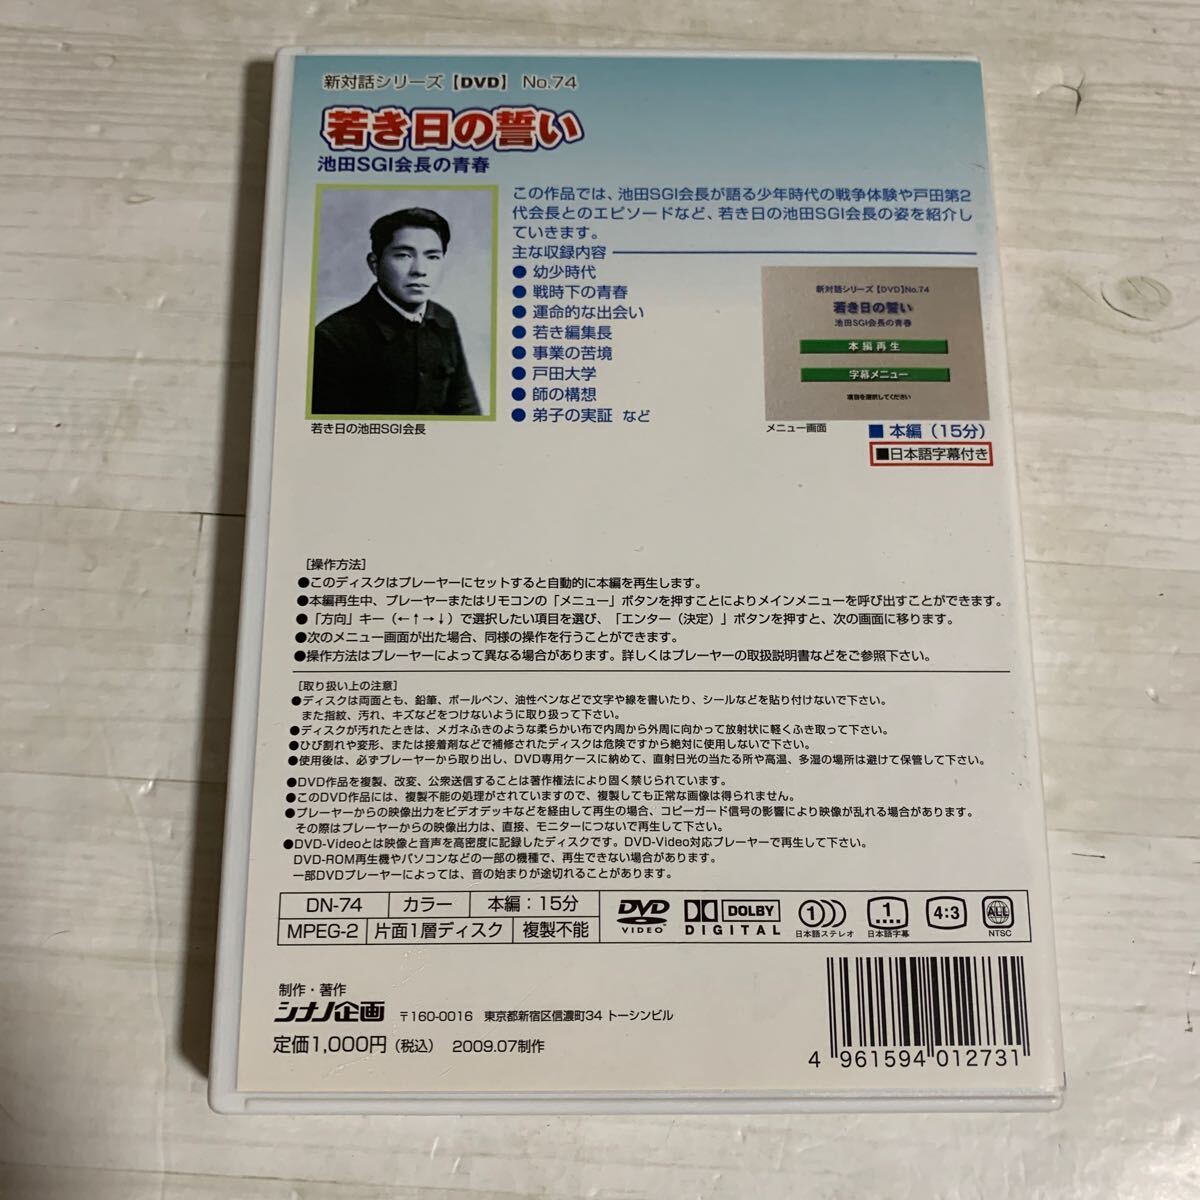 新対話シリーズ【DVD】 No.74
若き日の誓い
池田SGI会長の青春
この作品では、池田SGI会長が語る少年時代の戦争体験や戸田第2
代会長とのエピソードなど、若き日の池田SGI会長の姿を紹介し
ていきます。
主な収録内容
● 幼少時代
● 戦時下の青春
● 運命的な出会い
● 若き編集長
● 事業の苦境
● 戸田大学
● 師の構想
● 弟子の実証 など
若き日の池田SGI会長
新対話シリーズ【DVD】No.74
若き日の誓い
池田SGI会長の青春
本編再生
字幕メニュー
項目を選択してください
メニュー画面
■ 本編（15分）
■日本語字幕付き
［操作方法］
●このディスクはプレーヤーにセットすると自動的に本編を再生します。
●本編再生中、プレーヤーまたはリモコンの「メニュー」ボタンを押すことによりメインメニューを呼び出すことができます。
●「方向」キー（←↑→↓）で選択したい項目を選び、「エンター（決定）」ボタンを押すと、次の画面に移ります。
●次のメニュー画面が出た場合、同様の操作を行うことができます。
●操作方法はプレーヤーによって異なる場合があります。詳しくはプレーヤーの取扱説明書などをご参照下さい。
［取り扱い上の注意］
●ディスクは両面とも、鉛筆、ボールペン、油性ペンなどで文字や線を書いたり、シールなどを貼り付けないで下さい。
また指紋、汚れ、キズなどをつけないように取り扱って下さい。
●ディスクが汚れたときは、メガネふきのような柔らかい布で内周から外周に向かって放射状に軽くふき取って下さい。
●ひび割れや変形、または接着剤などで補修されたディスクは危険ですから絶対に使用しないで下さい。
●使用後は、必ずプレーヤーから取り出し、DVD専用ケースに納めて、直射日光の当たる所や高温、多湿の場所は避けて保管して下さい。
●DVD作品を複製、改変、公衆送信することは著作権法により固く禁じられています。
●このDVD作品には、複製不能の処理がされていますので、複製しても正常な画像は得られません。
●プレーヤーからの映像出力をビデオデッキなどを経由して再生の場合、コピーガード信号の影響により映像が乱れる場合があります。
その際はプレーヤーからの映像出力は、直接、モニターにつないで再生して下さい。
●DVD-Videoとは映像と音声を高密度に記録したディスクです。DVD-Video対応プレーヤーで再生して下さい。
DVD-ROM再生機やパソコンなどの一部の機種で、再生できない場合があります。
一部DVDプレーヤーによっては、音の始まりが途切れることがあります。
DN-74 カラー 本編：15分
MPEG-2 片面1層ディスク 複製不能
DVD VIDEO
DOLBY DIGITAL
1 日本語ステレオ
1 日本語字幕
4:3
ALL NTSC
制作・著作
シナノ企画 〒160-0016 東京都新宿区信濃町34 トーシンビル
定価1,000円（税込） 2009.07制作
4 961594 012731